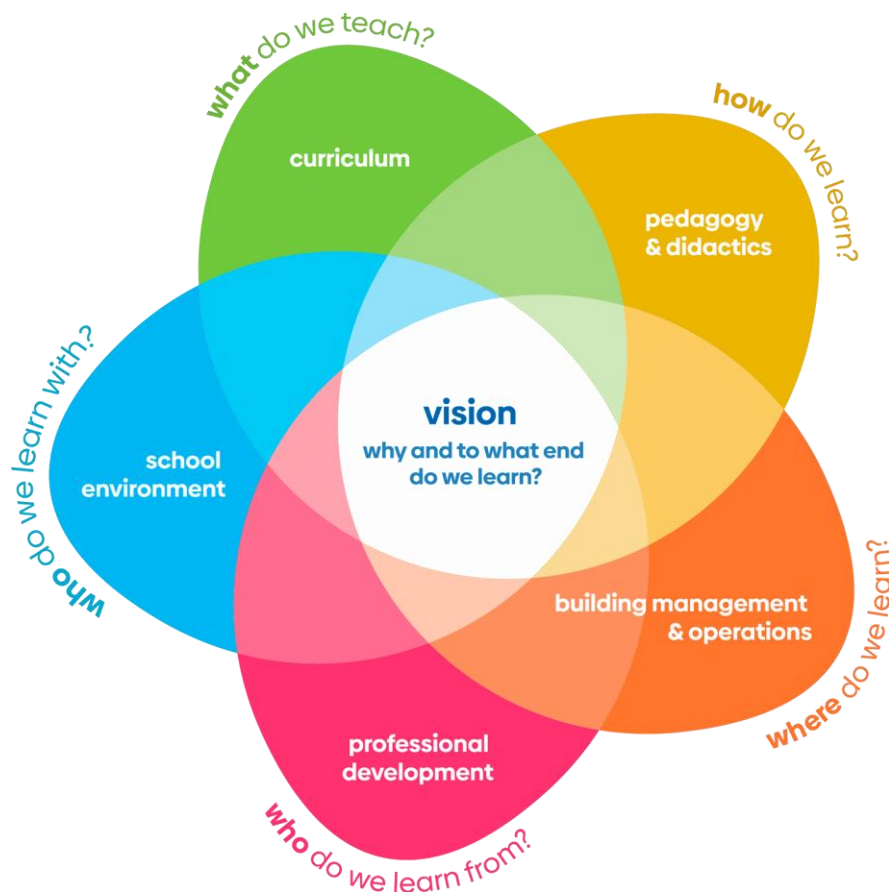 what do we teach?
curriculum
how do we learn?
pedagogy
& didactics
vision
why and to what end
do we learn?
who do we learn with?
school
environment
building management
& operations
where do we learn?
professional
development
who do we learn from?